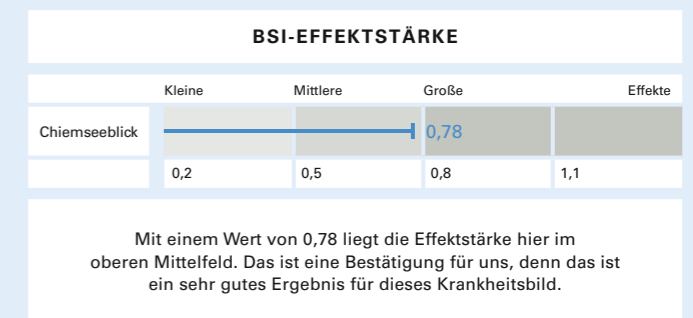 BSI-EFFEKTSTÄRKE
Kleine Mittlere Große Effekte
Chiemseeblick 0,78
0,2 0,5 0,8 1,1
Mit einem Wert von 0,78 liegt die Effektstärke hier im
oberen Mittelfeld. Das ist eine Bestätigung für uns, denn das ist
ein sehr gutes Ergebnis für dieses Krankheitsbild.